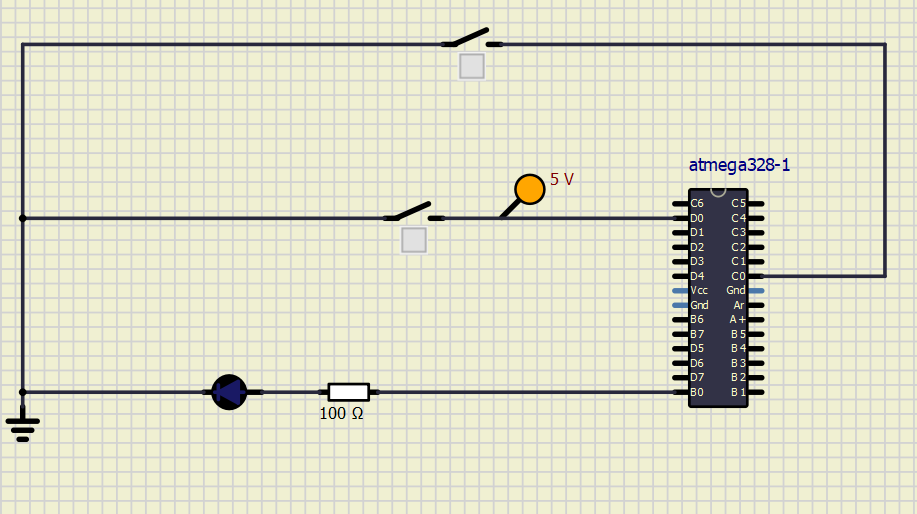 atmega328-1
5 V
C6 C5
D0 C4
D1 C3
D2 C2
D3 C1
D4 C0
Vcc Gnd
Gnd Ar
B6 A+
B7 B5
D5 B4
D6 B3
D7 B2
B0 B1
100 Ω